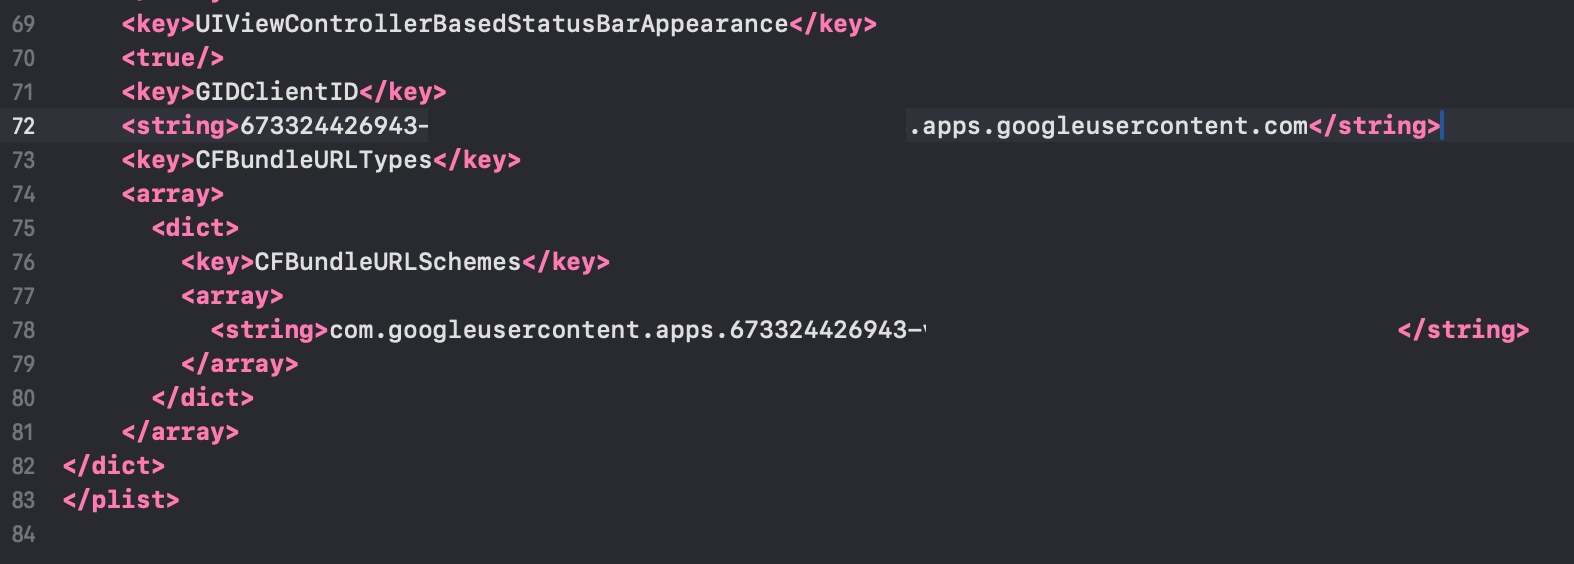 69 <key>UIViewControllerBasedStatusBarAppearance</key>
70 <true/>
71 <key>GIDClientID</key>
72 <string>673324426943- .apps.googleusercontent.com</string>
73 <key>CFBundleURLTypes</key>
74 <array>
75 <dict>
76 <key>CFBundleURLSchemes</key>
77 <array>
78 <string>com.googleusercontent.apps.673324426943- </string>
79 </array>
80 </dict>
81 </array>
82 </dict>
83 </plist>
84